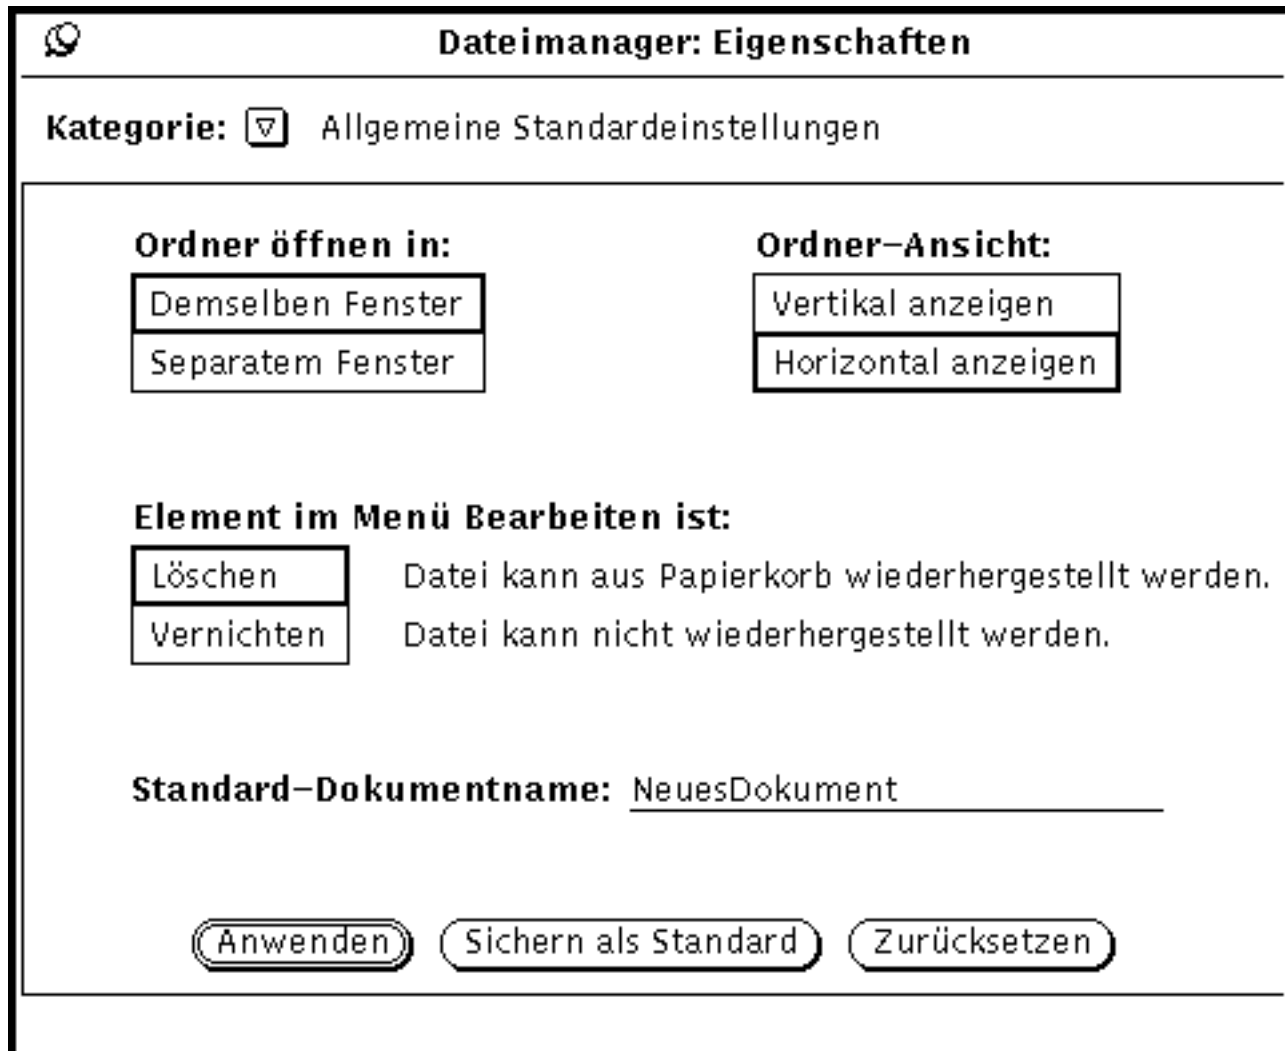 Dateimanager: Eigenschaften
Kategorie: Allgemeine Standardeinstellungen
Ordner öffnen in: Ordner-Ansicht:
Demselben Fenster Vertikal anzeigen
Separatem Fenster Horizontal anzeigen
Element im Menü Bearbeiten ist:
Löschen Datei kann aus Papierkorb wiederhergestellt werden.
Vernichten Datei kann nicht wiederhergestellt werden.
Standard-Dokumentname: NeuesDokument
Anwenden Sichern als Standard Zurücksetzen